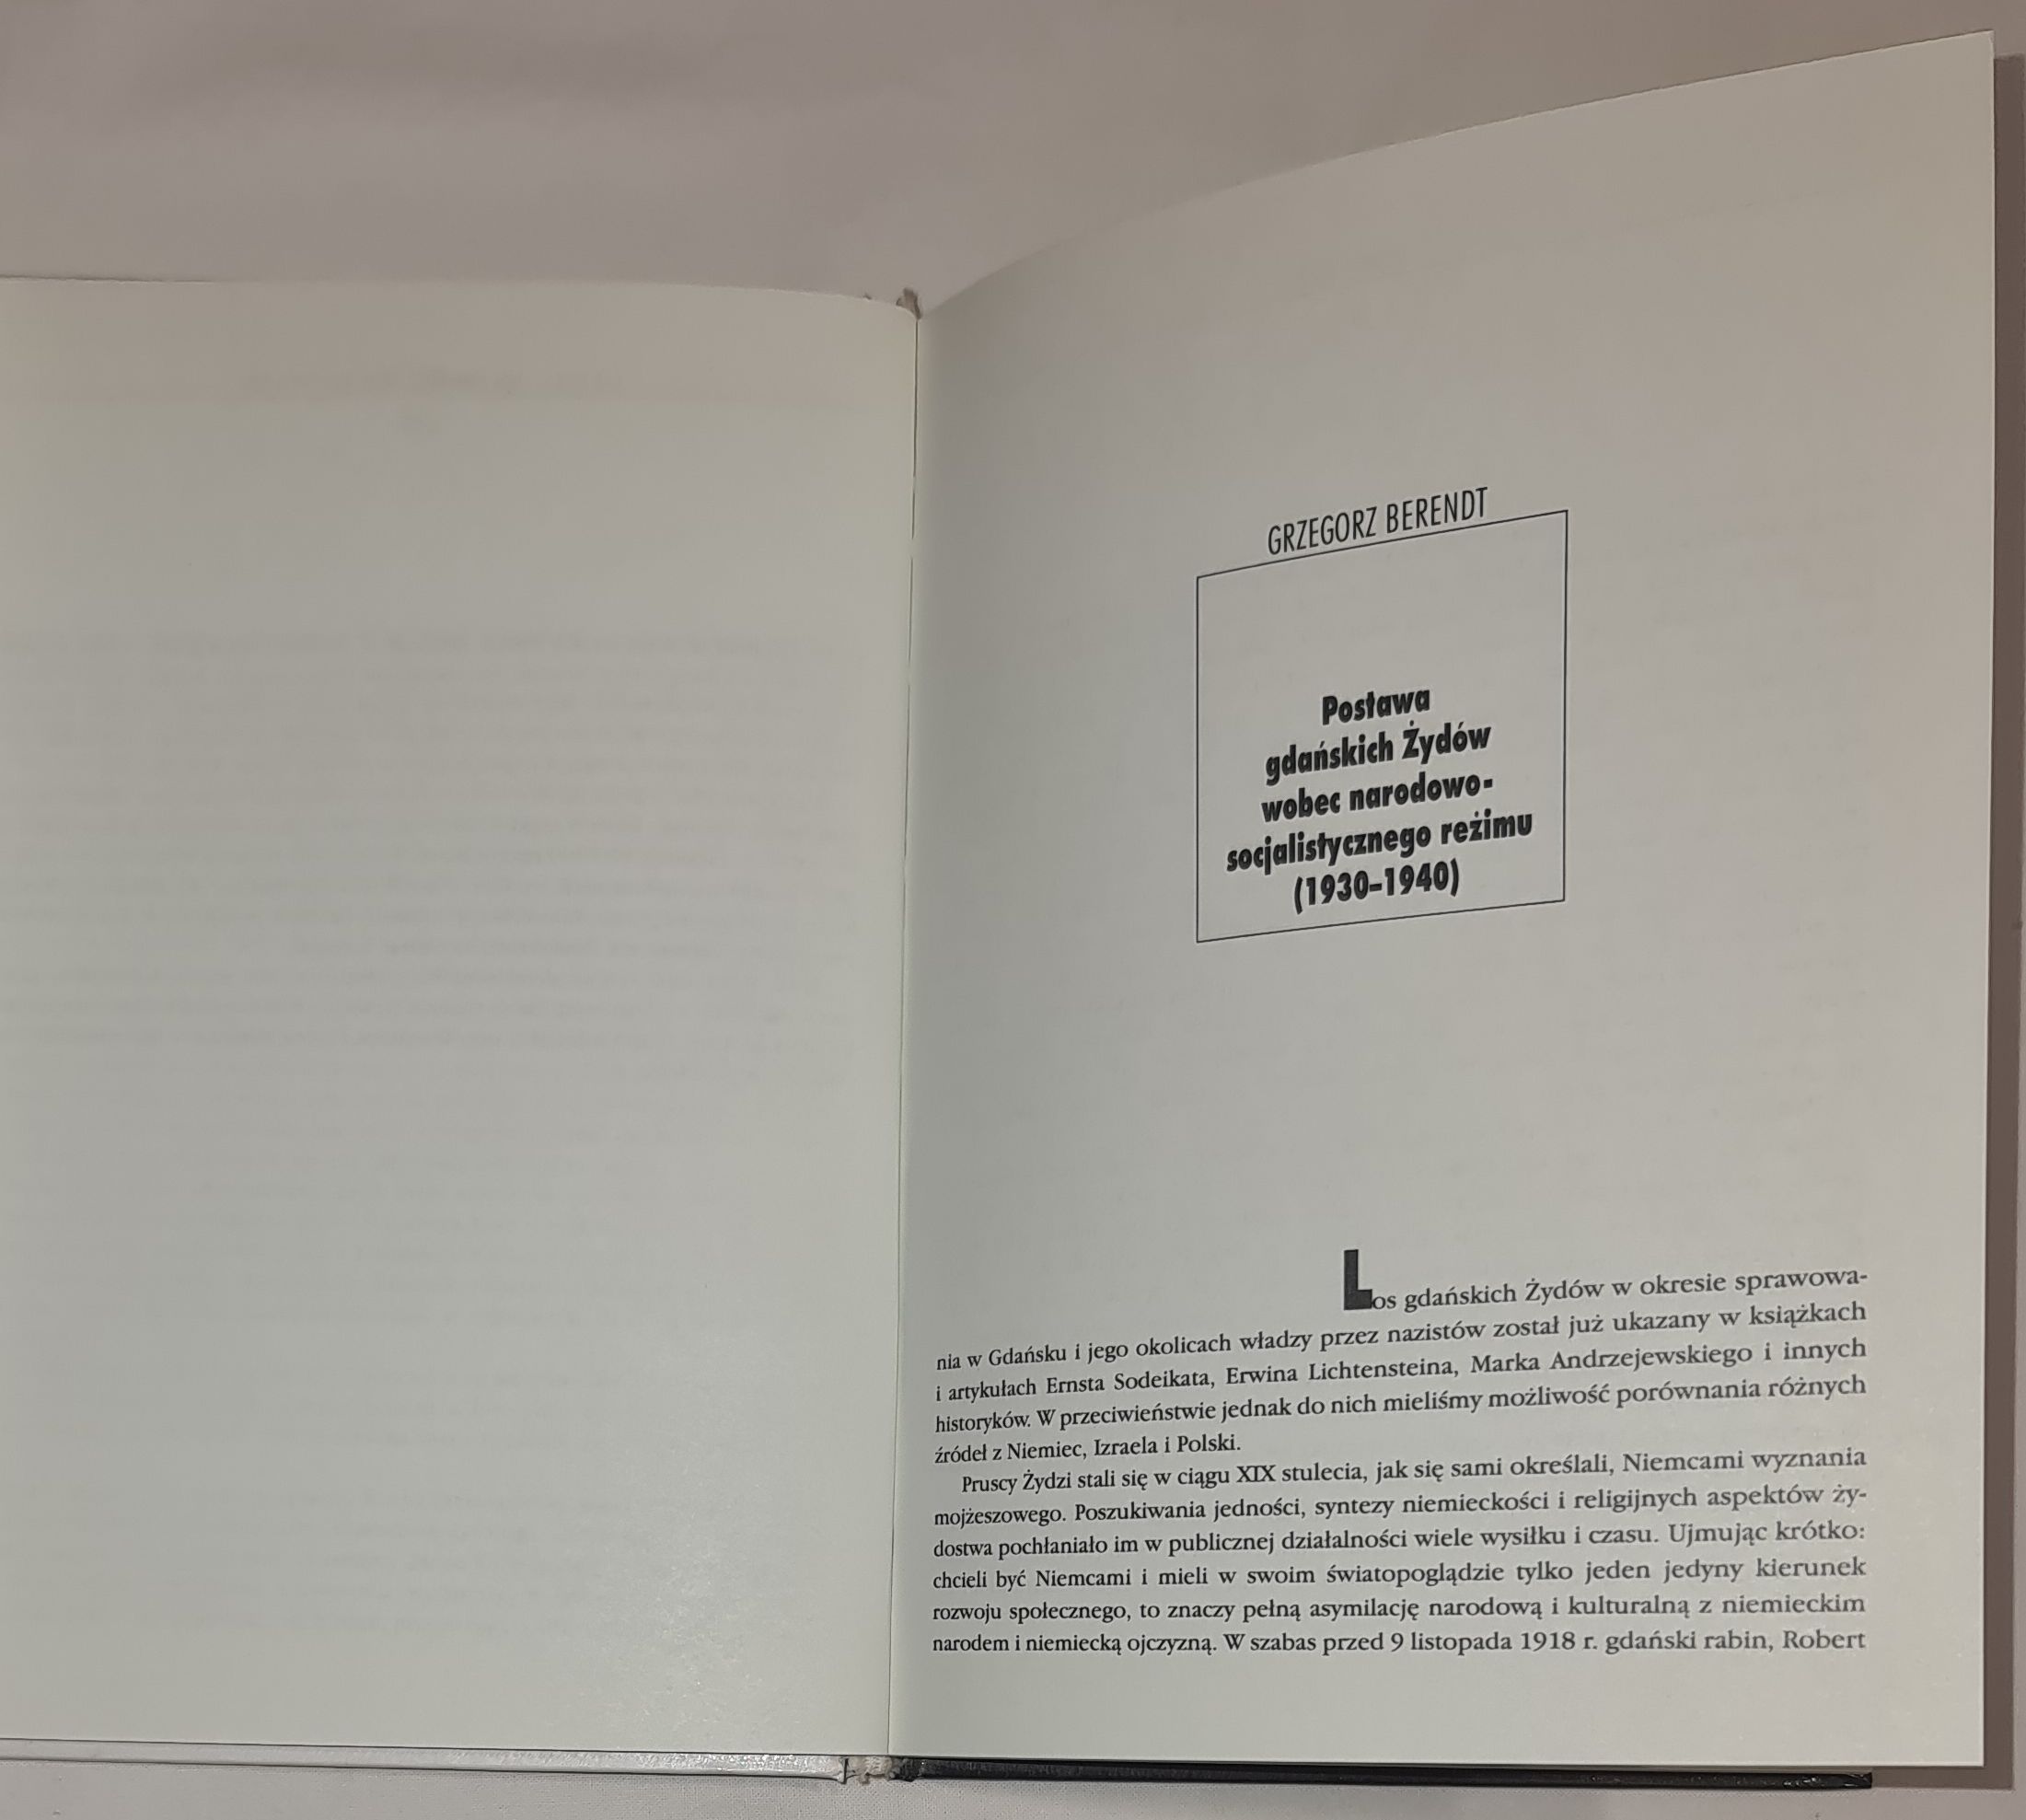 GRZEGORZ BERENDT
Postawa
gdańskich Żydów
wobec narodowo-
socjalistycznego reżimu
(1930–1940)
Los gdańskich Żydów w okresie sprawowa-
nia w Gdańsku i jego okolicach władzy przez nazistów został już ukazany w książkach
i artykułach Ernsta Sodeikata, Erwina Lichtensteina, Marka Andrzejewskiego i innych
historyków. W przeciwieństwie jednak do nich mieliśmy możliwość porównania różnych
źródeł z Niemiec, Izraela i Polski.
Pruscy Żydzi stali się w ciągu XIX stulecia, jak się sami określali, Niemcami wyznania
mojżeszowego. Poszukiwania jedności, syntezy niemieckości i religijnych aspektów ży-
dostwa pochłaniało im w publicznej działalności wiele wysiłku i czasu. Ujmując krótko:
chcieli być Niemcami i mieli w swoim światopoglądzie tylko jeden jedyny kierunek
rozwoju społecznego, to znaczy pełną asymilację narodową i kulturalną z niemieckim
narodem i niemiecką ojczyzną. W szabas przed 9 listopada 1918 r. gdański rabin, Robert